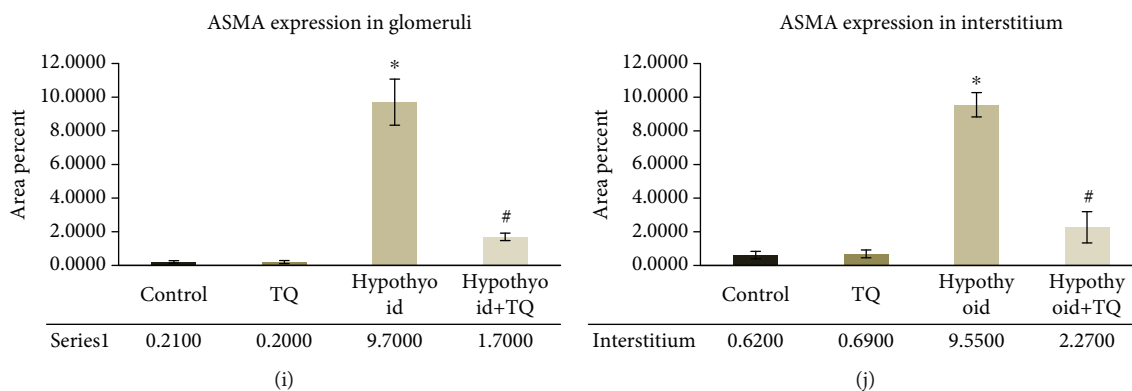 ASMA expression in glomeruli
12.0000
10.0000
8.0000
6.0000
4.0000
2.0000
0.0000
Area percent
*
#
Control
TQ
Hypothyo
id
Hypothyo
id+TQ
Series1 0.2100 0.2000 9.7000 1.7000
(i)
ASMA expression in interstitium
12.0000
10.0000
8.0000
6.0000
4.0000
2.0000
0.0000
Area percent
*
#
Control
TQ
Hypothy
oid
Hypothy
oid+TQ
Interstitium 0.6200 0.6900 9.5500 2.2700
(j)